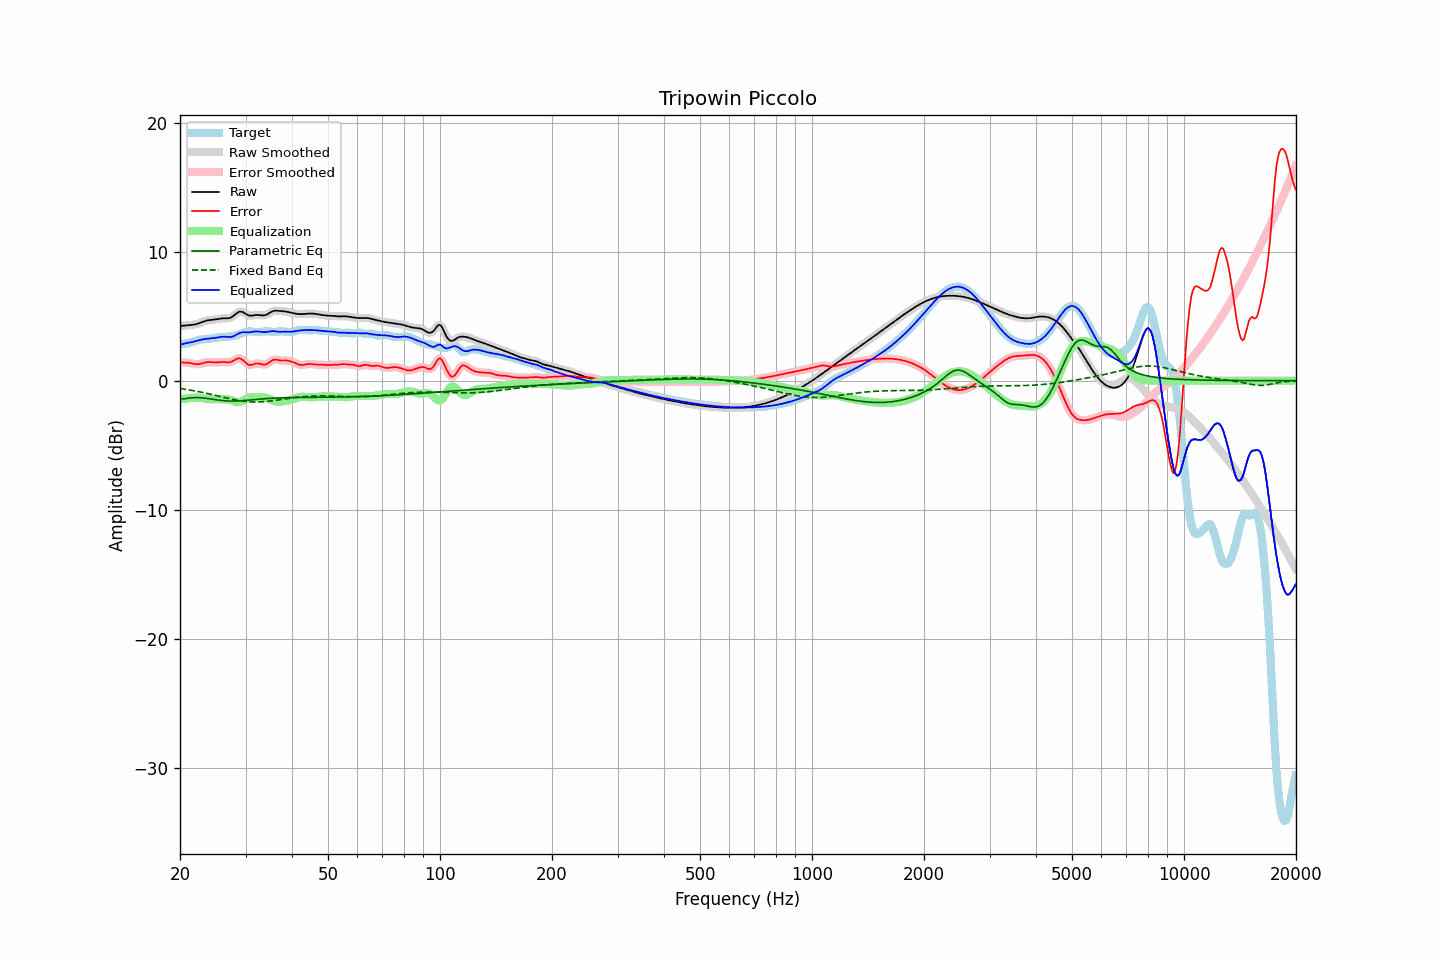 Tripowin Piccolo
20
10
0
−10
−20
−30
Amplitude (dBr)
Target
Raw Smoothed
Error Smoothed
Raw
Error
Equalization
Parametric Eq
Fixed Band Eq
Equalized
20
50
100
200
500
1000
2000
5000
10000
20000
Frequency (Hz)